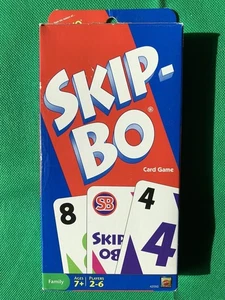 SKIP-
BO®
Card Game
8
SB
4
SKIP
BO
4
Family
AGES
7+
PLAYERS
2-6